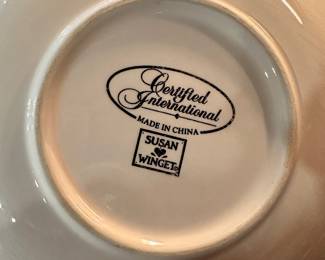 Certified
International
MADE IN CHINA
SUSAN
WINGET